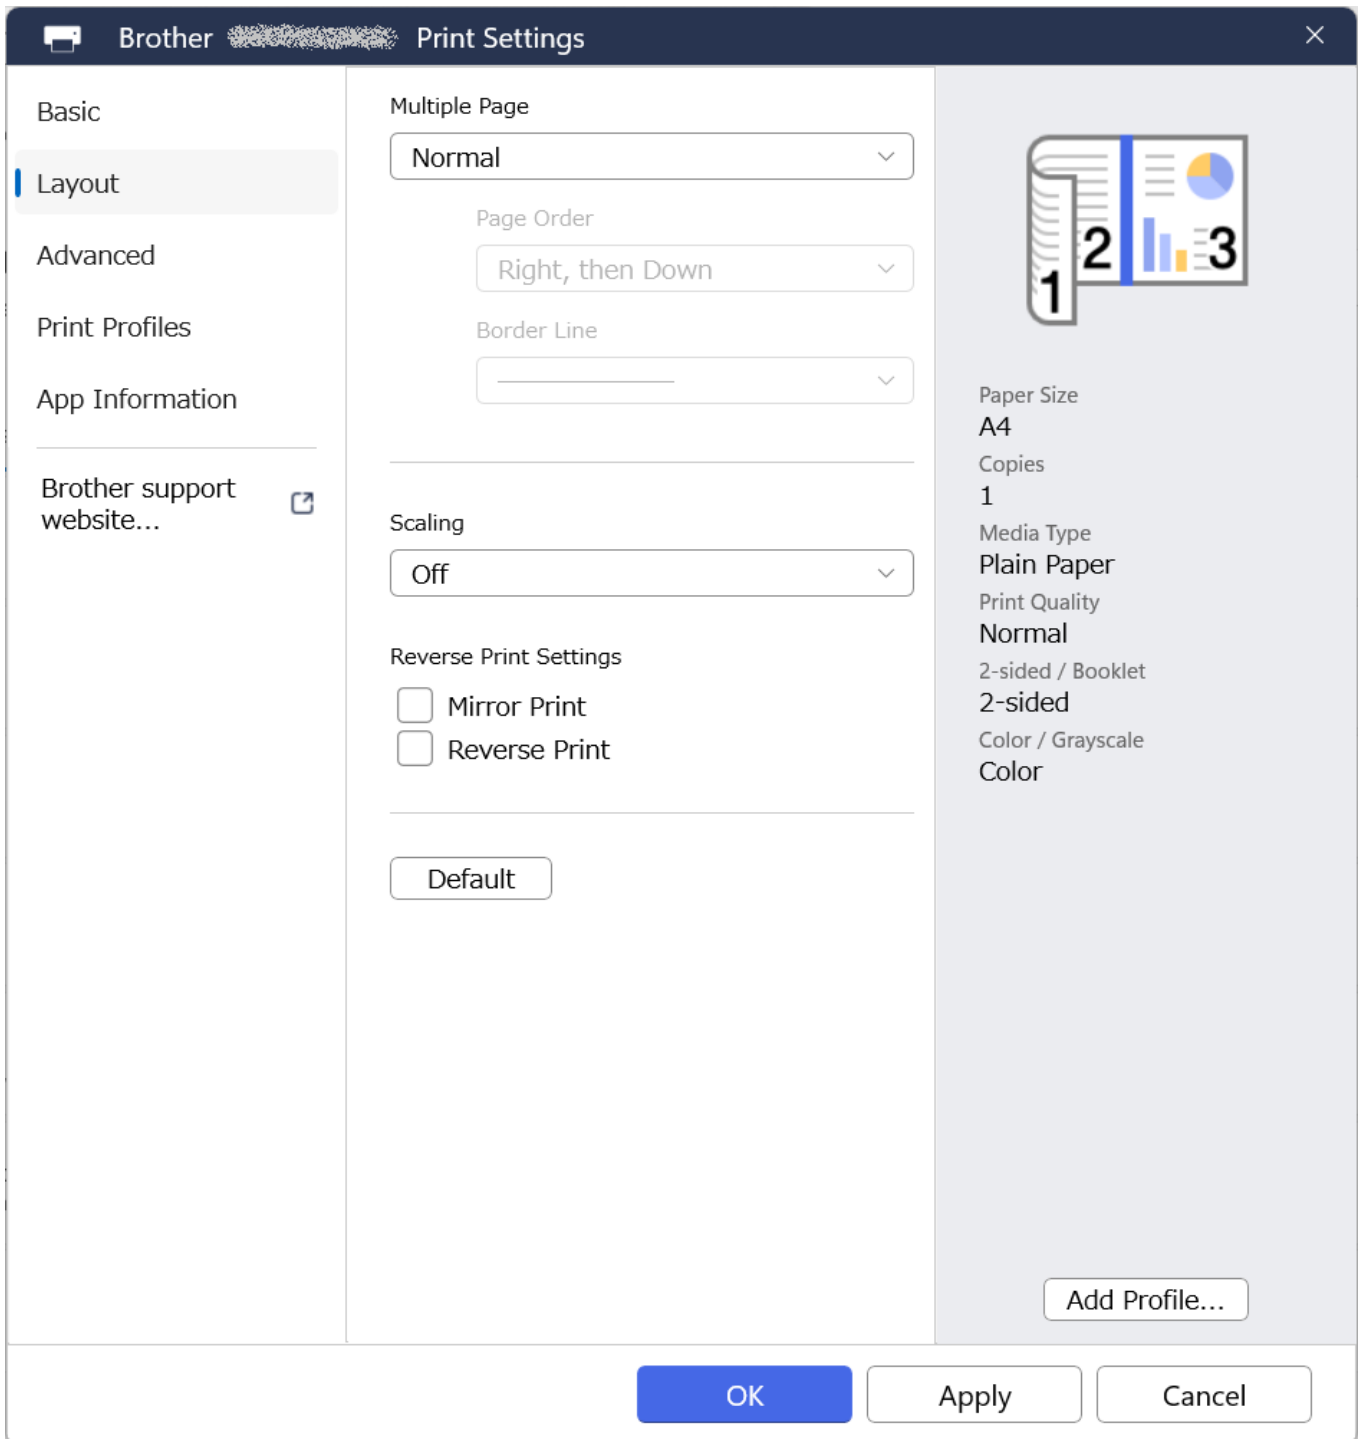 Brother Print Settings
Basic
Layout
Advanced
Print Profiles
App Information
Brother support
website...
Multiple Page
Normal
Page Order
Right, then Down
Border Line
Scaling
Off
Reverse Print Settings
Mirror Print
Reverse Print
Default
1
2
3
Paper Size
A4
Copies
1
Media Type
Plain Paper
Print Quality
Normal
2-sided / Booklet
2-sided
Color / Grayscale
Color
Add Profile...
OK
Apply
Cancel